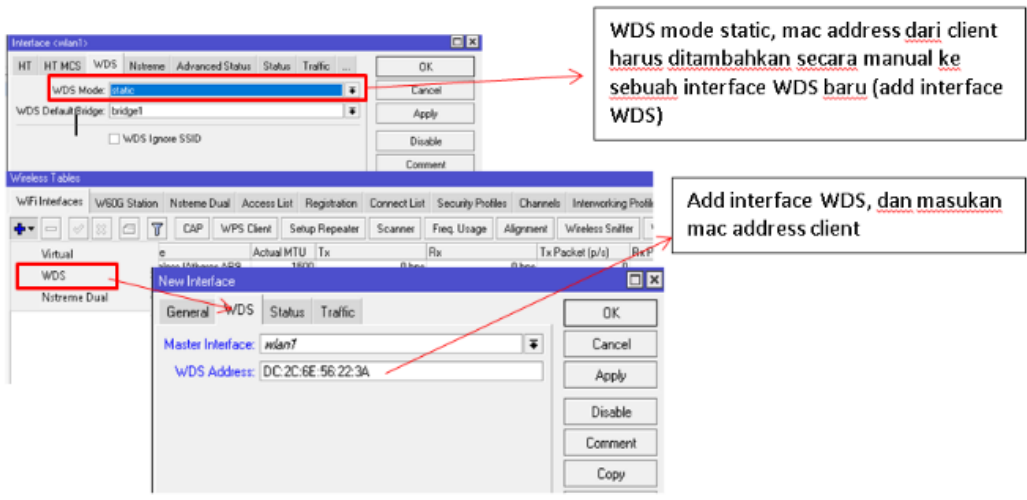 WDS mode static, mac address dari client
harus ditambahkan secara manual ke
sebuah interface WDS baru (add interface
WDS)
Interface <wlan1>
HT HT MCS WDS Nstreme Advanced Status Status Traffic ...
OK
WDS Mode: static
Cancel
WDS Default Bridge: bridge1
Apply
WDS Ignore SSID
Disable
Comment
Wireless Tables
WiFi Interfaces W60G Station Nstreme Dual Access List Registration Connect List Security Profiles Channels Interworking Profil
CAP WPS Client Setup Repeater Scanner Freq. Usage Alignment Wireless Sniffer
Add interface WDS, dan masukan
mac address client
Virtual
Actual MTU Tx Rx Tx Packet (p/s) Rx P
WDS
Nstreme Dual
New Interface
General WDS Status Traffic
OK
Master Interface: wlan1
Cancel
WDS Address: DC:2C:6E:56:22:3A
Apply
Disable
Comment
Copy